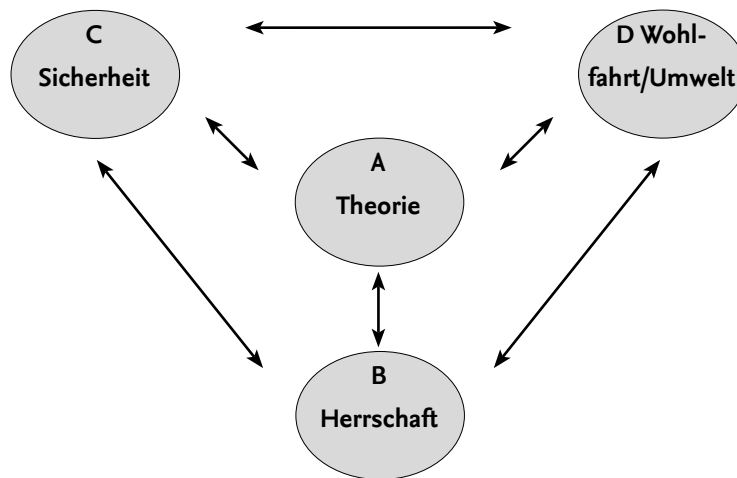 C
Sicherheit
D Wohl-
fahrt/Umwelt
A
Theorie
B
Herrschaft